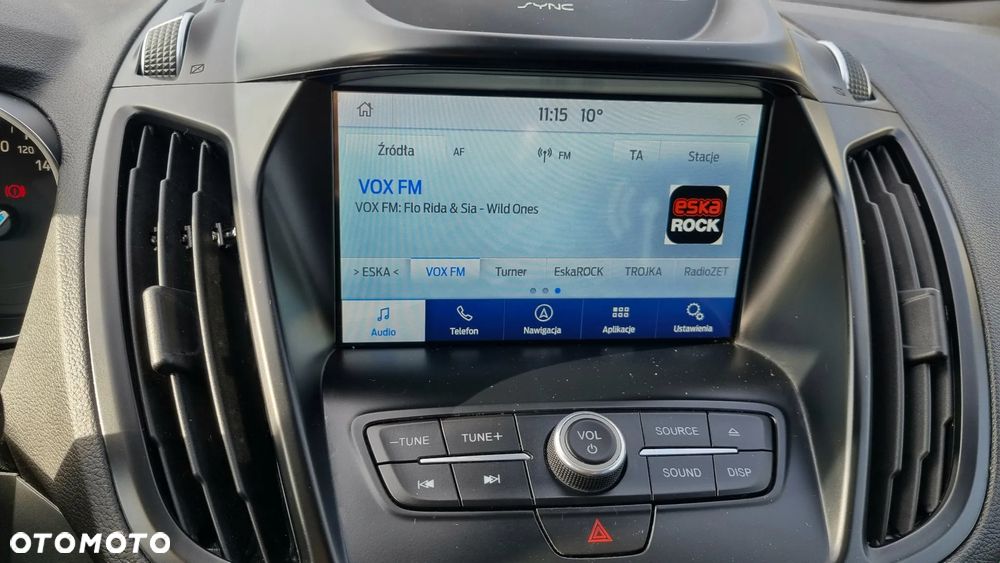 SYNC
11:15 10°
Źródła AF FM TA Stacje
VOX FM
VOX FM: Flo Rida & Sia - Wild Ones
eska
ROCK
> ESKA < VOX FM Turner EskaROCK TROJKA RadioZET
Audio Telefon Nawigacja Aplikacje Ustawienia
–TUNE TUNE+ VOL SOURCE
SOUND DISP
120
14
OTOMOTO